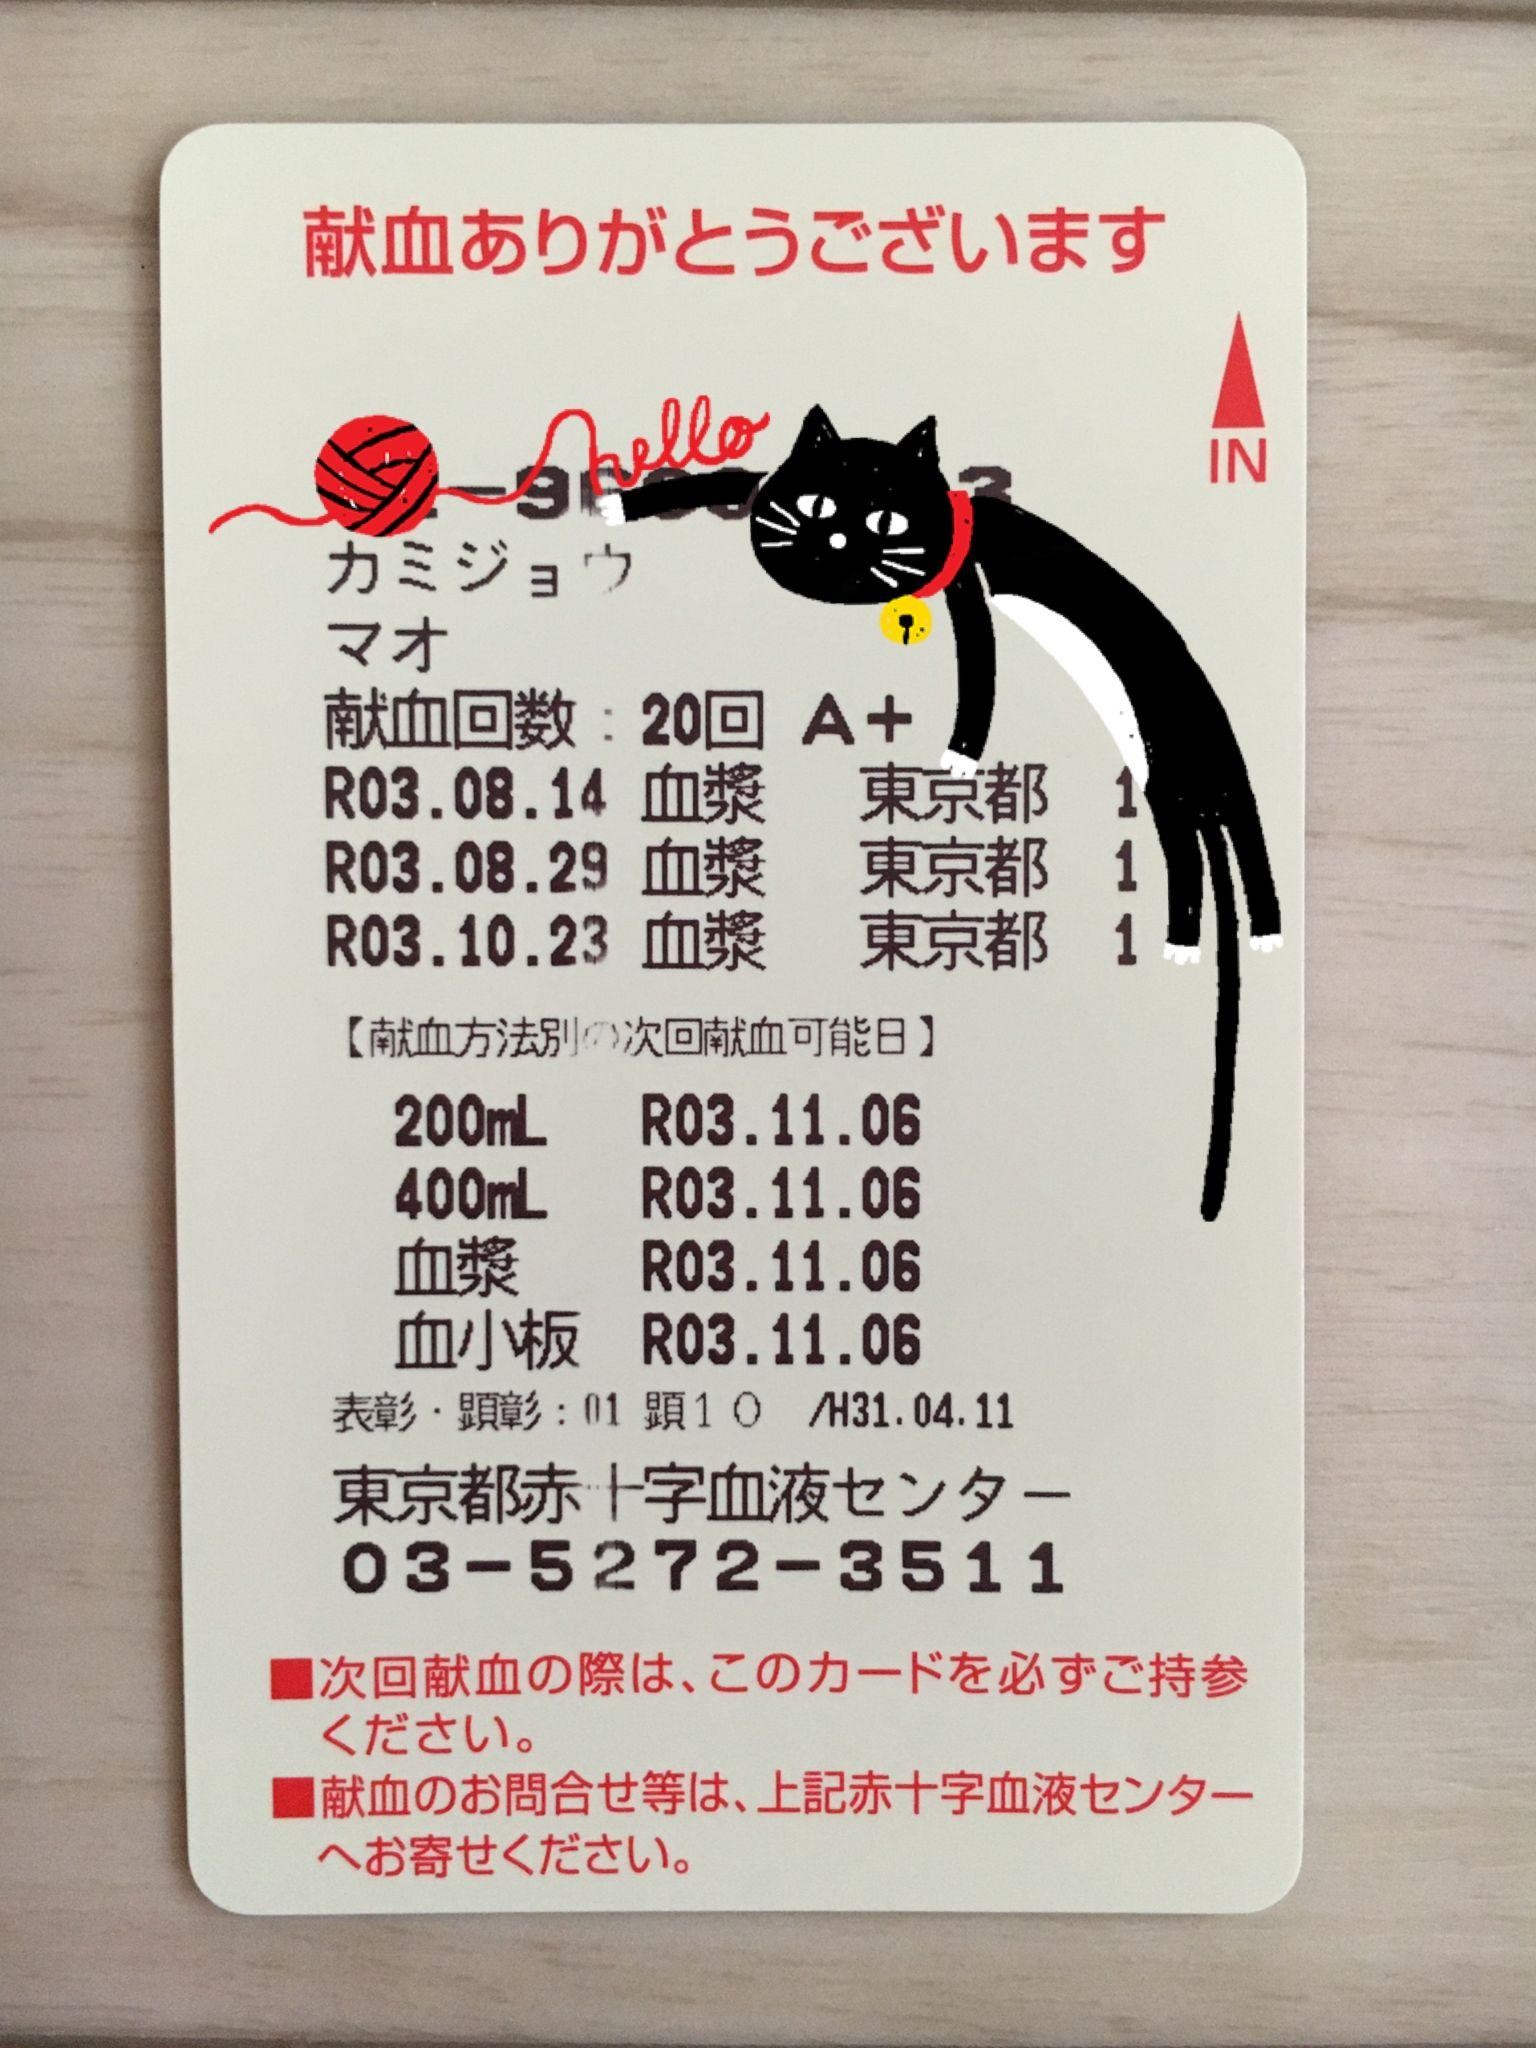 献血ありがとうございます
IN
hello
カミジョウ
マオ
献血回数：20回 A+
R03.08.14 血漿 東京都 1
R03.08.29 血漿 東京都 1
R03.10.23 血漿 東京都 1
【献血方法別の次回献血可能日】
200mL R03.11.06
400mL R03.11.06
血漿 R03.11.06
血小板 R03.11.06
表彰・顕彰：01 顕１０ /H31.04.11
東京都赤十字血液センター
03-5272-3511
■次回献血の際は、このカードを必ずご持参
ください。
■献血のお問合せ等は、上記赤十字血液センター
へお寄せください。